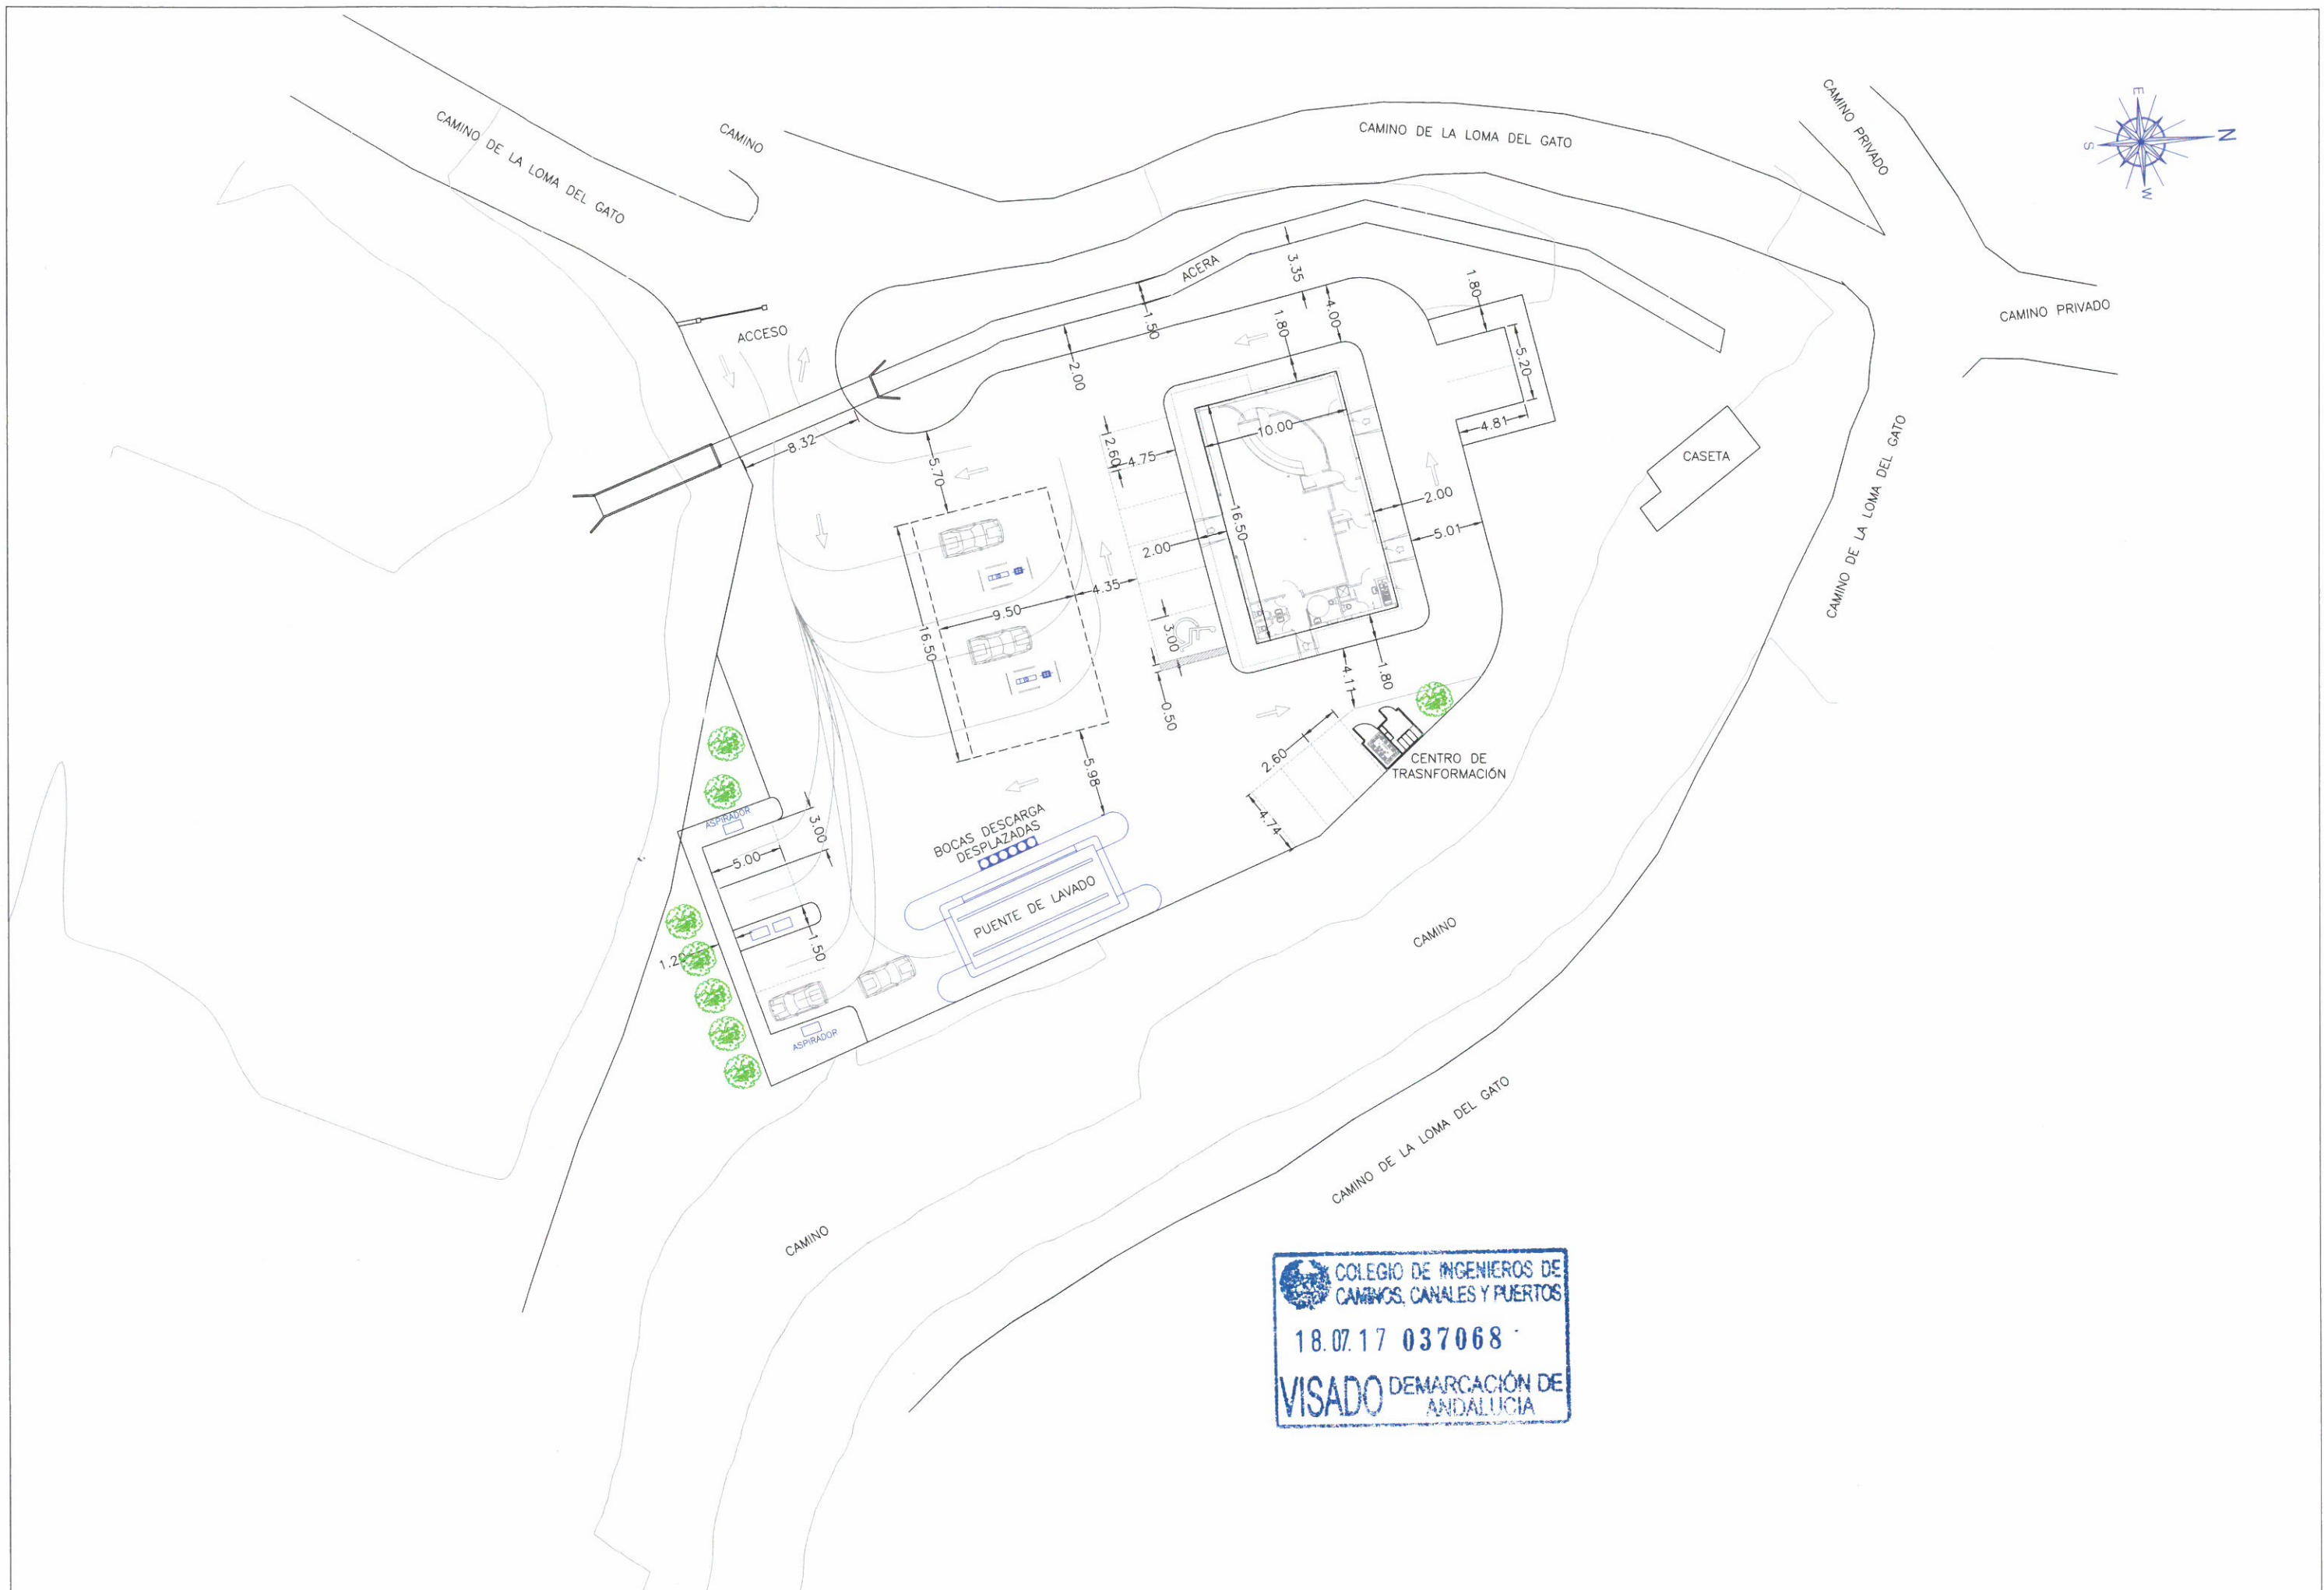 CAMINO DE LA LOMA DEL GATO
CAMINO
CAMINO DE LA LOMA DEL GATO
CAMINO PRIVADO
E
N
S
W
CAMINO PRIVADO
ACCESO
ACERA
3.35
1.50
2.00
1.80
4.00
1.80
5.20
4.81
8.32
5.70
2.60
4.75
10.00
16.50
2.00
2.00
5.01
CASETA
CAMINO DE LA LOMA DEL GATO
16.50
9.50
4.35
3.00
0.50
4.11
1.80
5.98
2.60
4.74
CENTRO DE
TRASNFORMACIÓN
ASPIRADOR
3.00
5.00
BOCAS DESCARGA
DESPLAZADAS
PUENTE DE LAVADO
1.50
1.20
ASPIRADOR
CAMINO
CAMINO
CAMINO DE LA LOMA DEL GATO
COLEGIO DE INGENIEROS DE
CAMINOS, CANALES Y PUERTOS
18.07.17 037068
VISADO DEMARCACIÓN DE
ANDALUCIA